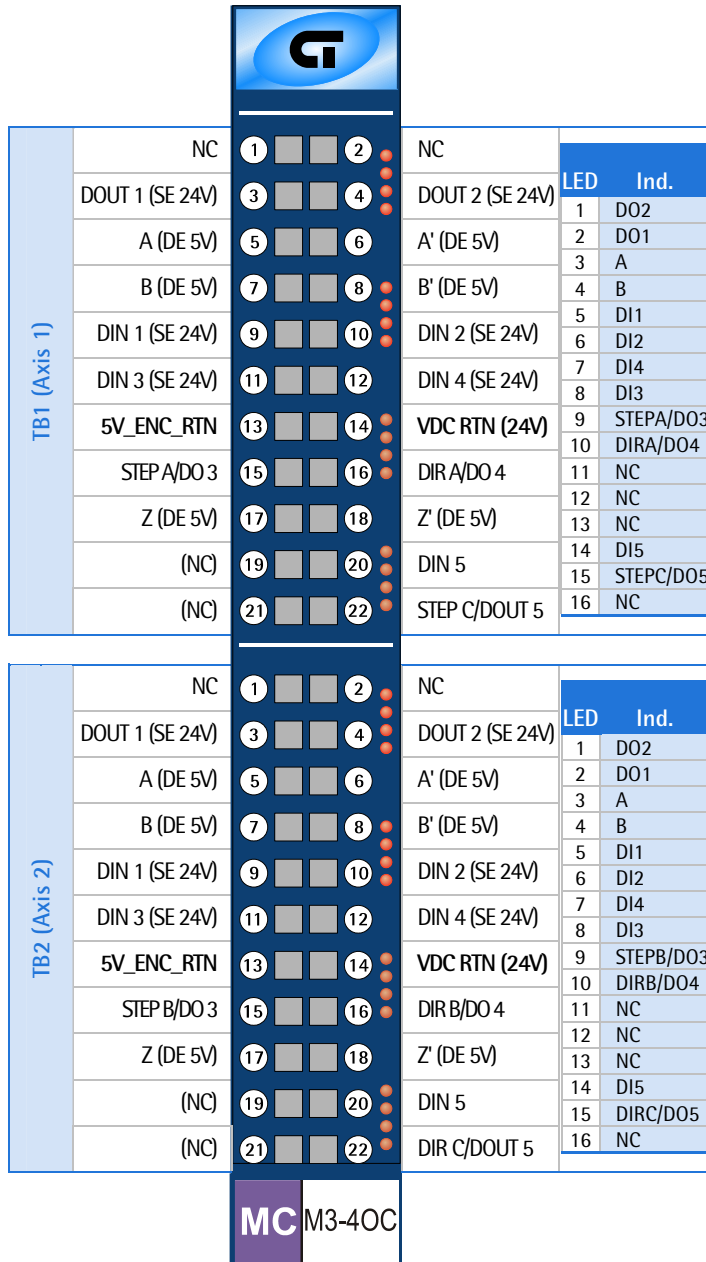 CT
TB1 (Axis 1)
NC 1 2 NC
DOUT 1 (SE 24V) 3 4 DOUT 2 (SE 24V)
A (DE 5V) 5 6 A' (DE 5V)
B (DE 5V) 7 8 B' (DE 5V)
DIN 1 (SE 24V) 9 10 DIN 2 (SE 24V)
DIN 3 (SE 24V) 11 12 DIN 4 (SE 24V)
5V_ENC_RTN 13 14 VDC RTN (24V)
STEP A/DO 3 15 16 DIR A/DO 4
Z (DE 5V) 17 18 Z' (DE 5V)
(NC) 19 20 DIN 5
(NC) 21 22 STEP C/DOUT 5
LED Ind.
1 DO2
2 DO1
3 A
4 B
5 DI1
6 DI2
7 DI4
8 DI3
9 STEPA/DO3
10 DIRA/DO4
11 NC
12 NC
13 NC
14 DI5
15 STEPC/DO5
16 NC
TB2 (Axis 2)
NC 1 2 NC
DOUT 1 (SE 24V) 3 4 DOUT 2 (SE 24V)
A (DE 5V) 5 6 A' (DE 5V)
B (DE 5V) 7 8 B' (DE 5V)
DIN 1 (SE 24V) 9 10 DIN 2 (SE 24V)
DIN 3 (SE 24V) 11 12 DIN 4 (SE 24V)
5V_ENC_RTN 13 14 VDC RTN (24V)
STEP B/DO 3 15 16 DIR B/DO 4
Z (DE 5V) 17 18 Z' (DE 5V)
(NC) 19 20 DIN 5
(NC) 21 22 DIR C/DOUT 5
LED Ind.
1 DO2
2 DO1
3 A
4 B
5 DI1
6 DI2
7 DI4
8 DI3
9 STEPB/DO3
10 DIRB/DO4
11 NC
12 NC
13 NC
14 DI5
15 DIRC/DO5
16 NC
MC M3-40C